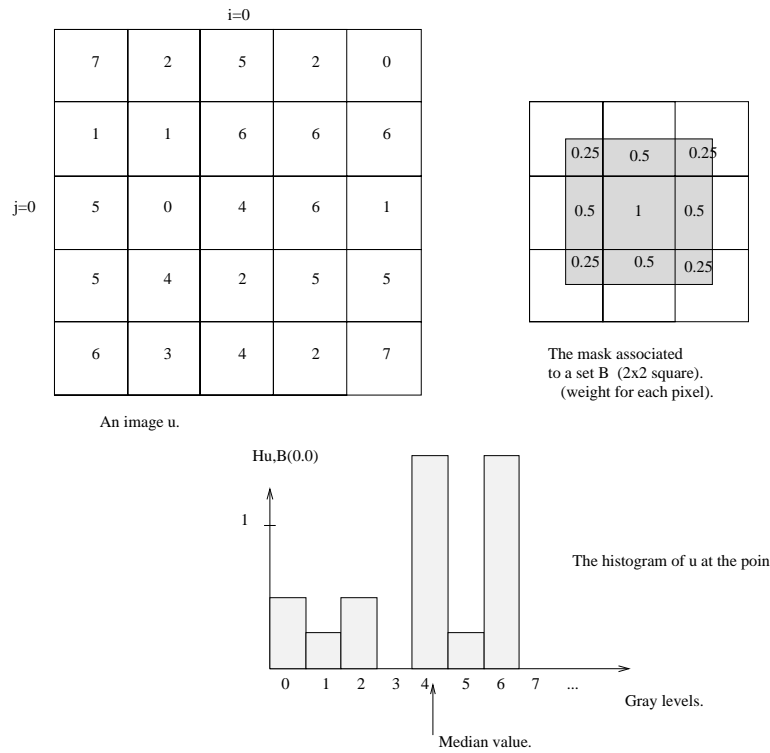 i=0
7 2 5 2 0
1 1 6 6 6
j=0 5 0 4 6 1
5 4 2 5 5
6 3 4 2 7
An image u.
0.25 0.5 0.25
0.5 1 0.5
0.25 0.5 0.25
The mask associated
to a set B (2x2 square).
(weight for each pixel).
Hu,B(0.0)
1
The histogram of u at the poin
0 1 2 3 4 5 6 7 ...
Gray levels.
Median value.